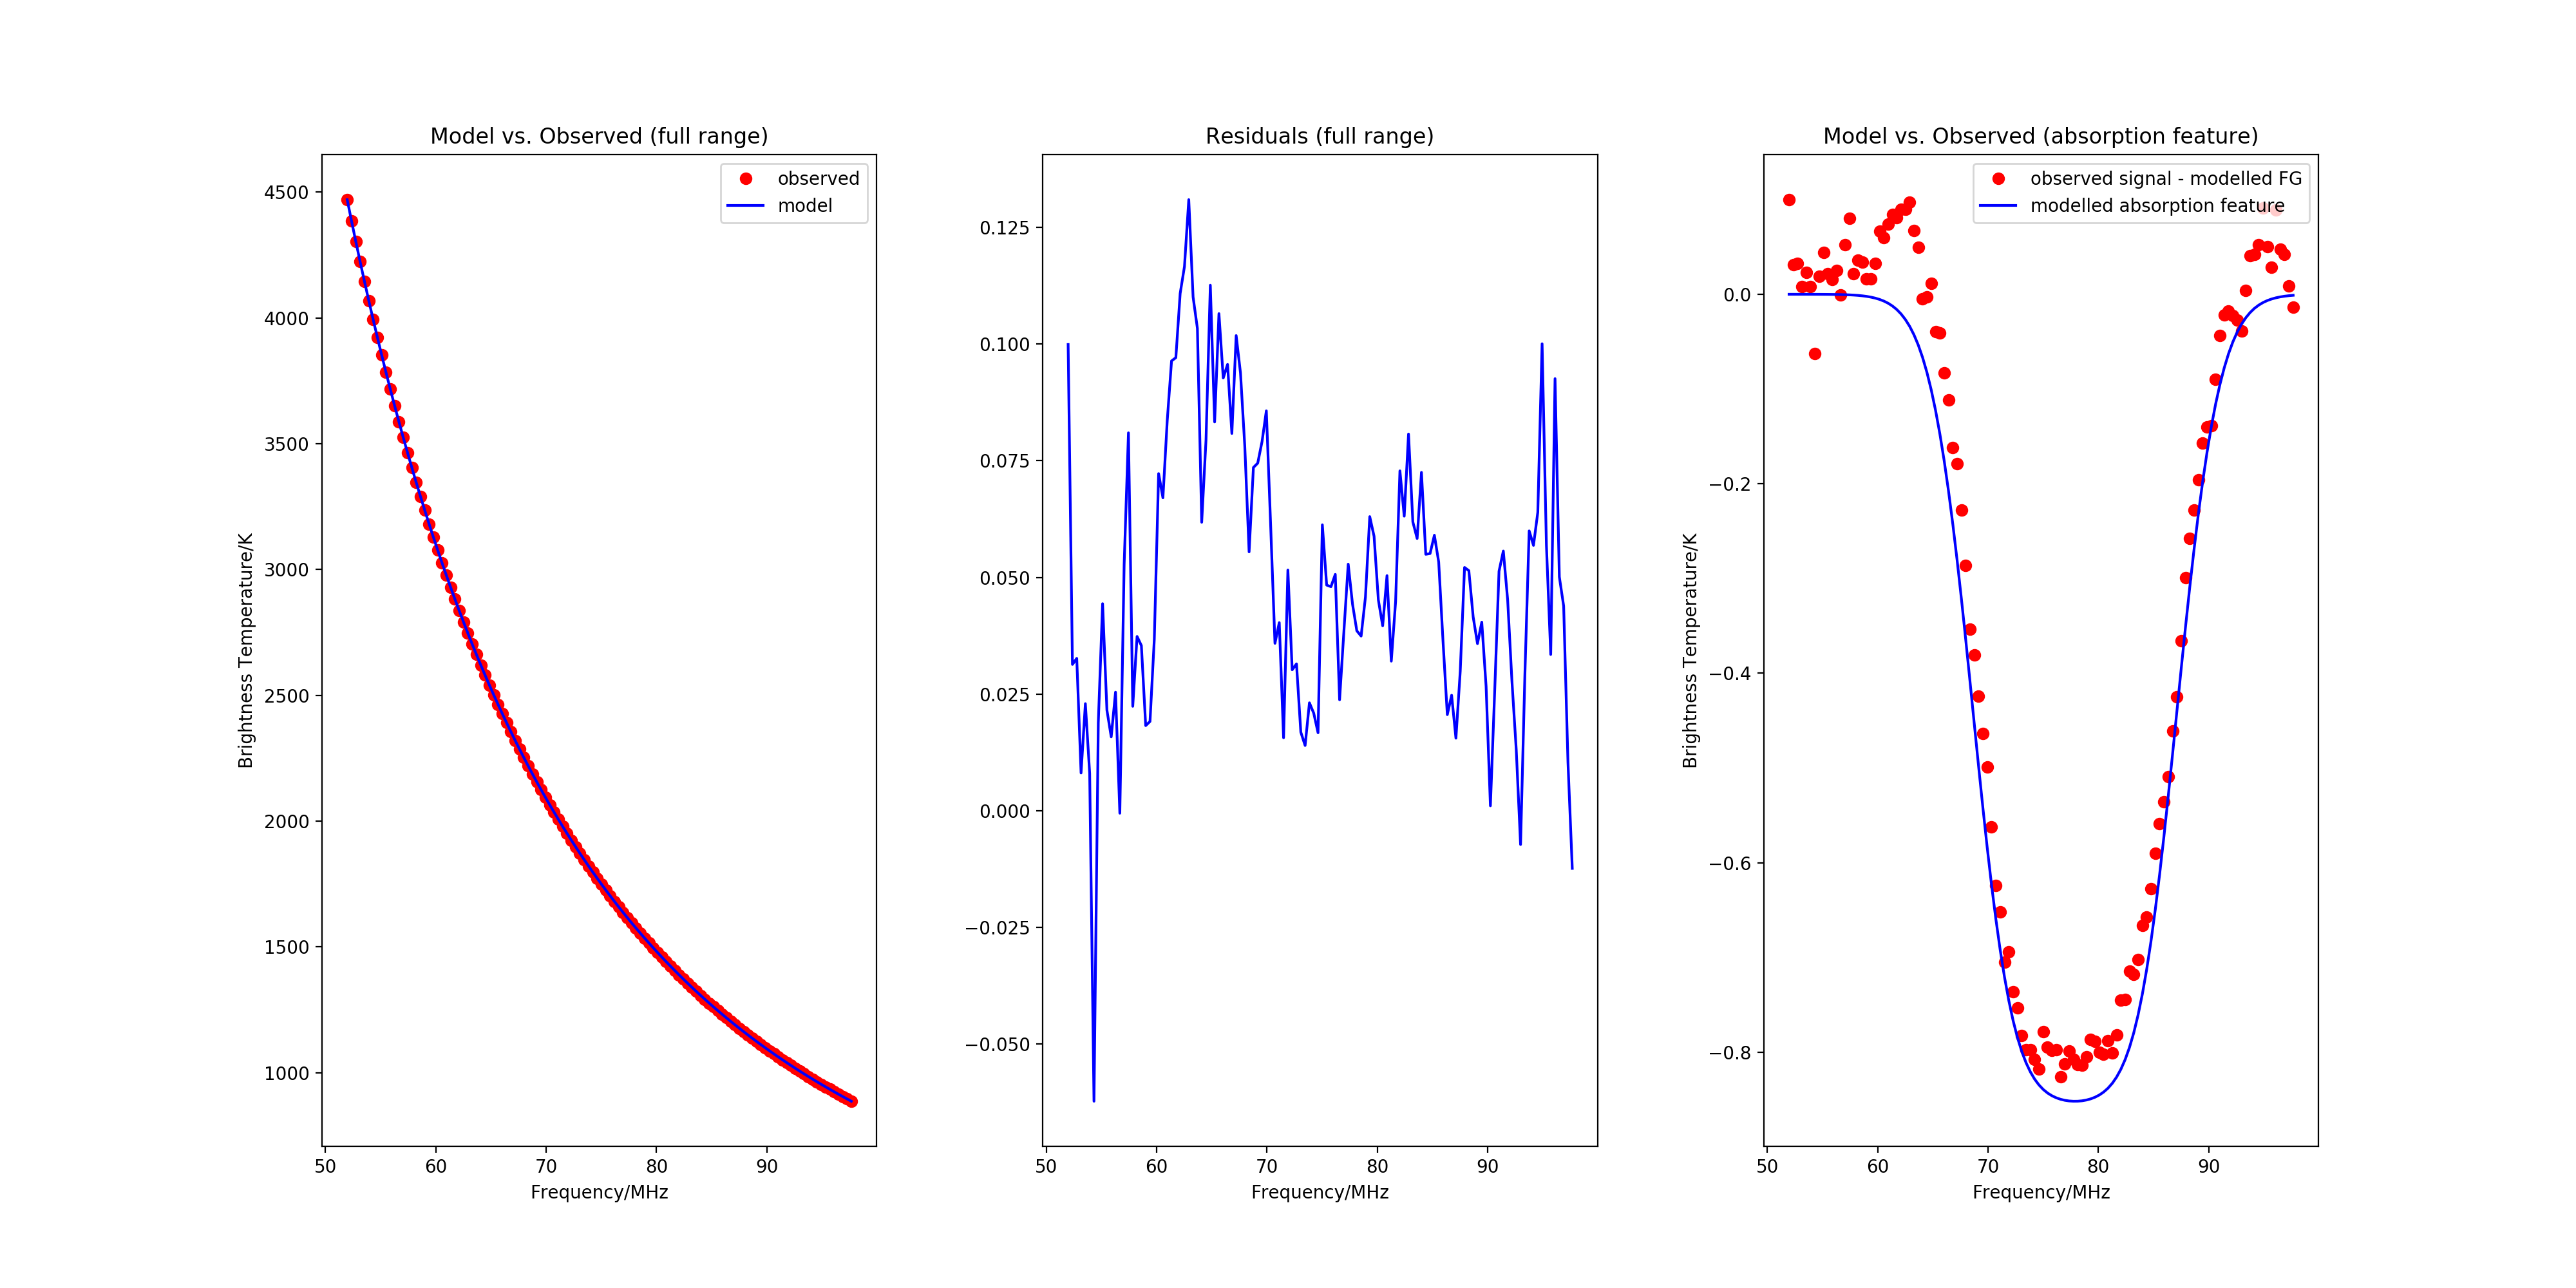 Model vs. Observed (full range)
observed
model
4500
4000
3500
3000
2500
2000
1500
1000
50 60 70 80 90
Brightness Temperature/K
Frequency/MHz
Residuals (full range)
0.125
0.100
0.075
0.050
0.025
0.000
−0.025
−0.050
50 60 70 80 90
Frequency/MHz
Model vs. Observed (absorption feature)
observed signal - modelled FG
modelled absorption feature
0.0
−0.2
−0.4
−0.6
−0.8
50 60 70 80 90
Brightness Temperature/K
Frequency/MHz